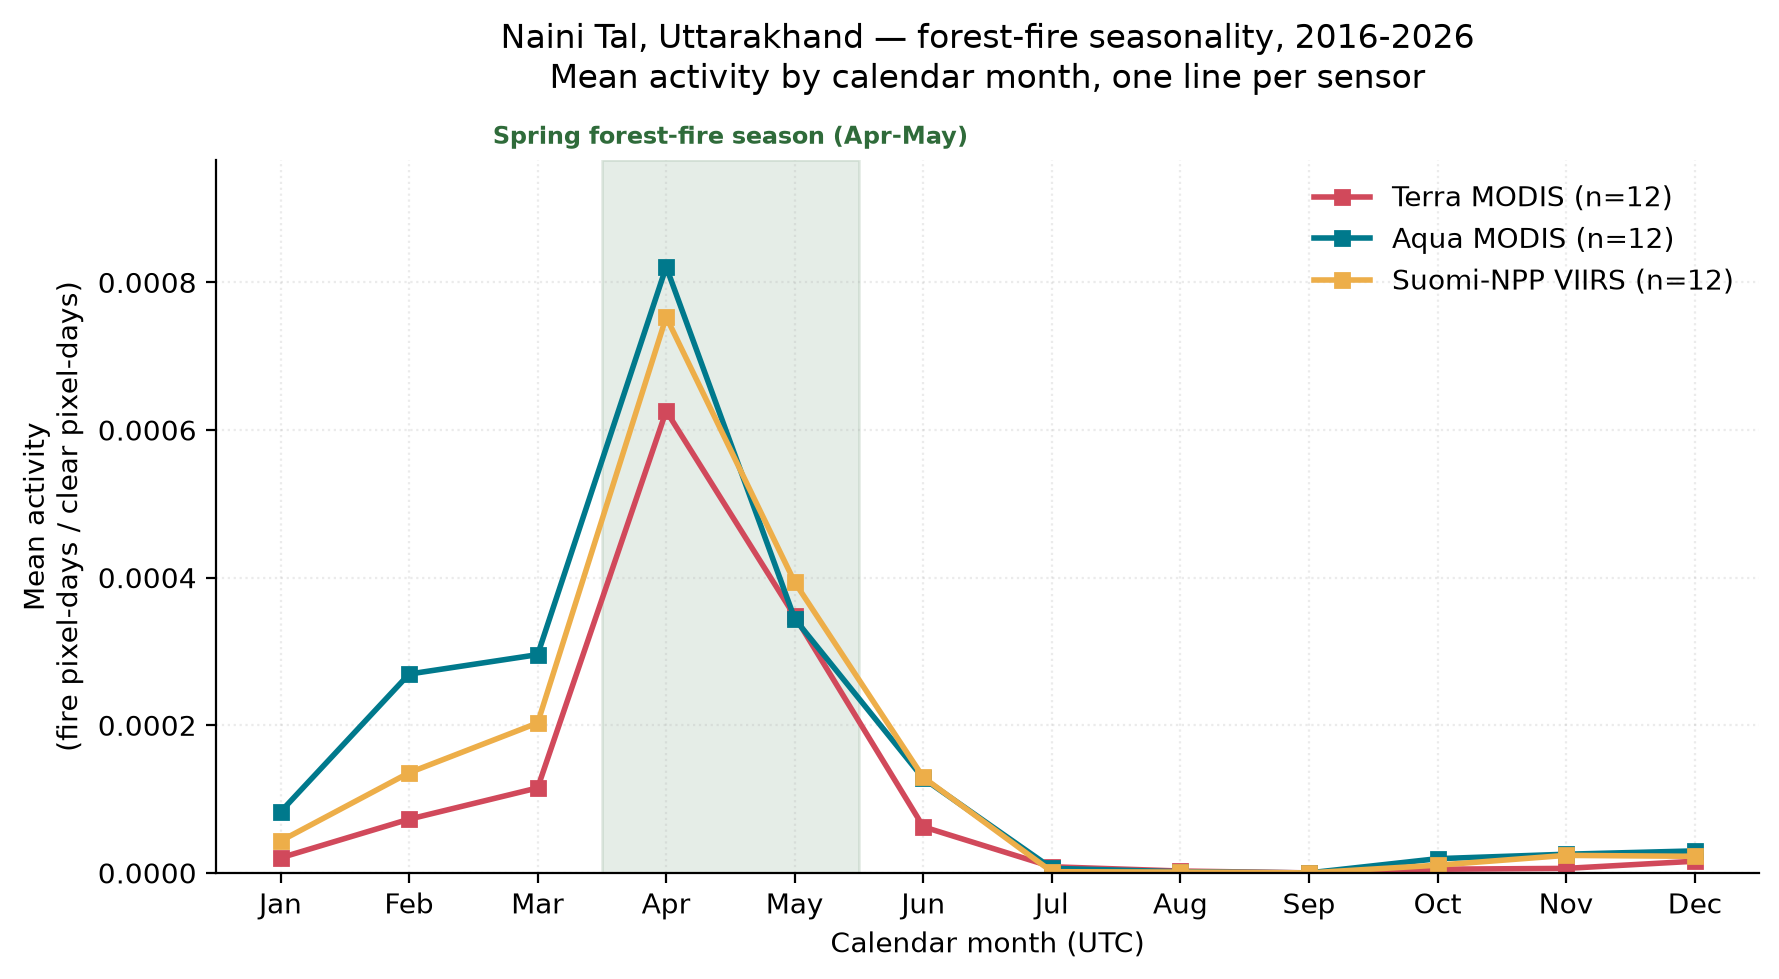 Naini Tal, Uttarakhand — forest-fire seasonality, 2016-2026
Mean activity by calendar month, one line per sensor
Spring forest-fire season (Apr-May)
Terra MODIS (n=12)
Aqua MODIS (n=12)
Suomi-NPP VIIRS (n=12)
Mean activity
(fire pixel-days / clear pixel-days)
0.0008
0.0006
0.0004
0.0002
0.0000
Jan Feb Mar Apr May Jun Jul Aug Sep Oct Nov Dec
Calendar month (UTC)